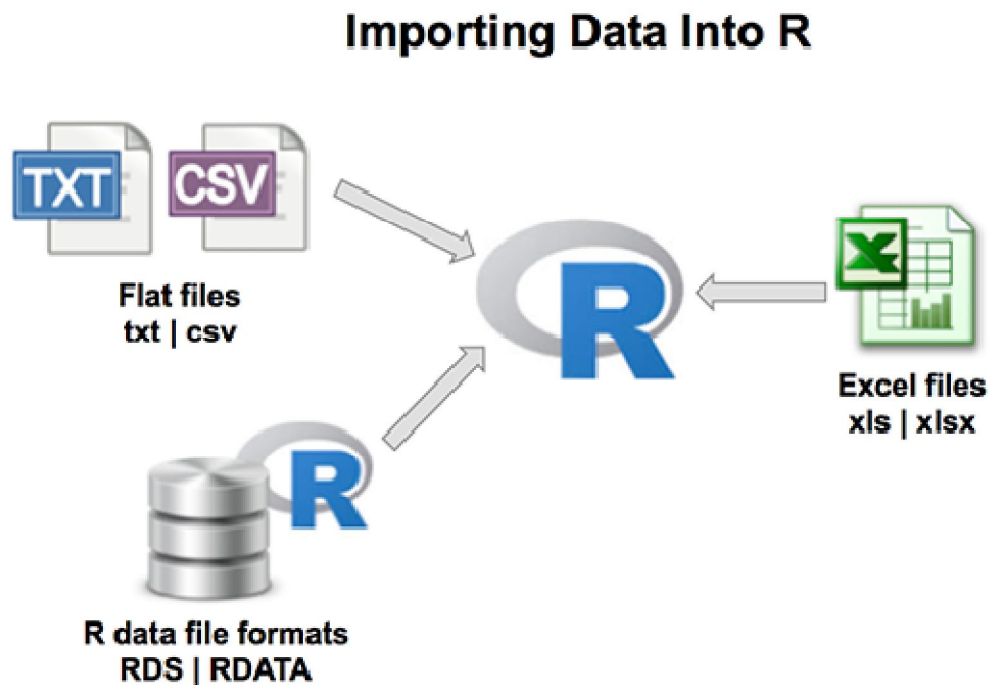 Importing Data Into R
TXT
CSV
Flat files
txt | csv
R
Excel files
xls | xlsx
R
R data file formats
RDS | RDATA